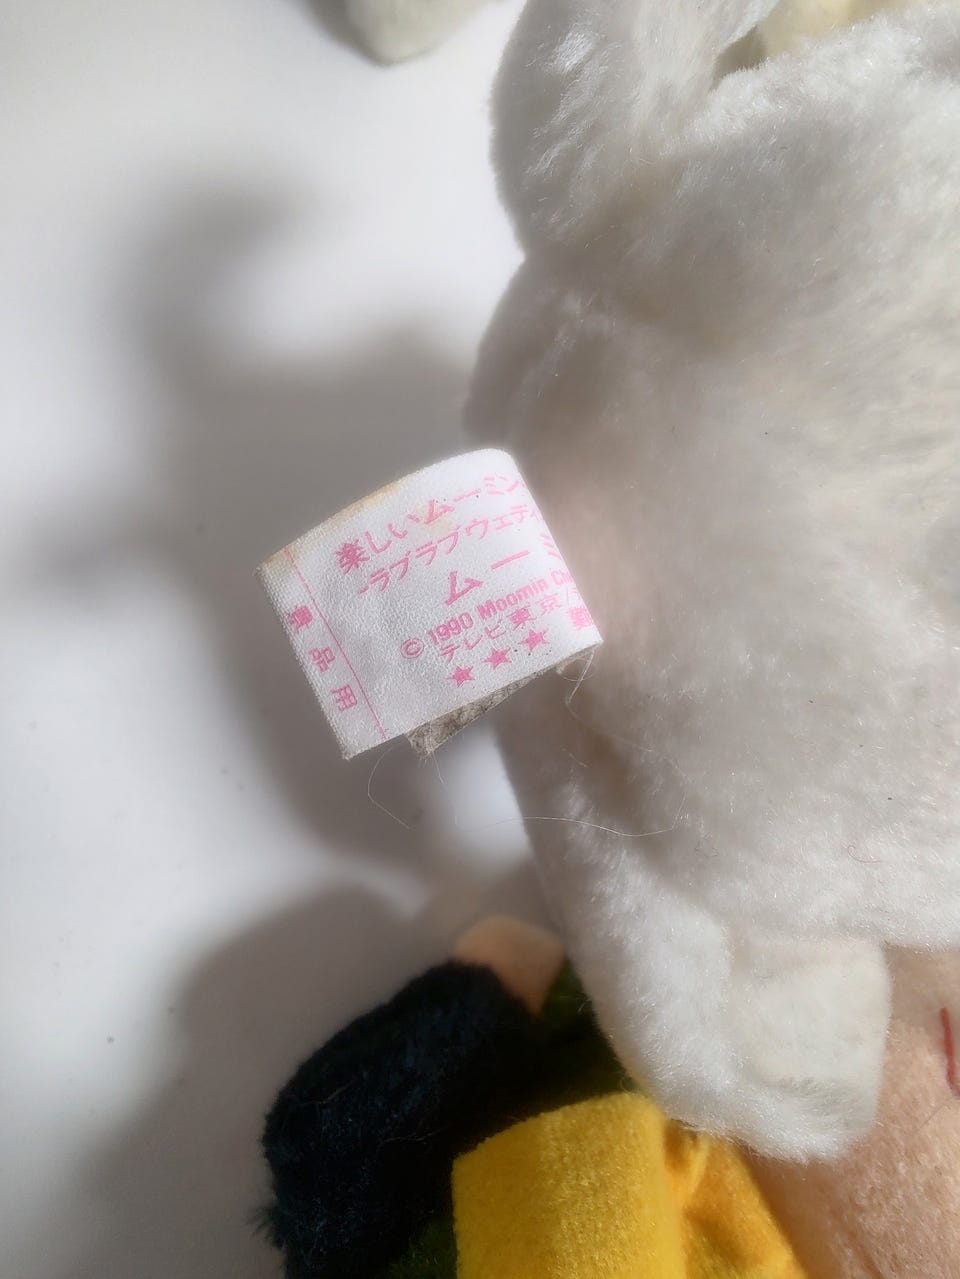 楽しいムーミン
-ラブラブウェディ
ムーミ
© 1990 Moomin
テレビ東京/
★★★
景品用